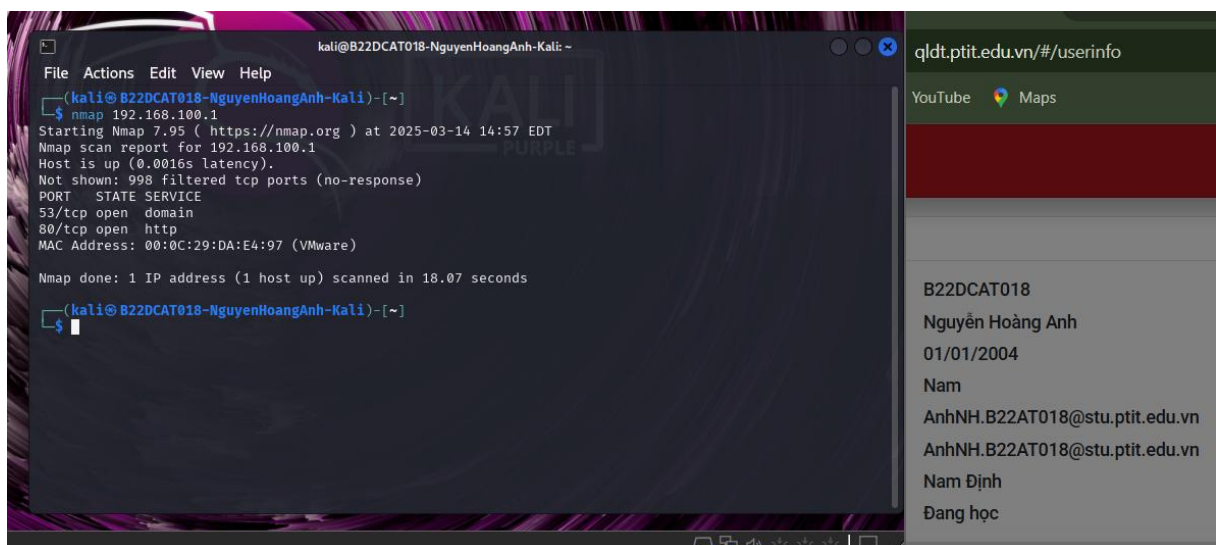 kali@B22DCAT018-NguyenHoangAnh-Kali: ~
File Actions Edit View Help
┌──(kali㉿B22DCAT018-NguyenHoangAnh-Kali)-[~]
└─$ nmap 192.168.100.1
Starting Nmap 7.95 ( https://nmap.org ) at 2025-03-14 14:57 EDT
Nmap scan report for 192.168.100.1
Host is up (0.0016s latency).
Not shown: 998 filtered tcp ports (no-response)
PORT   STATE SERVICE
53/tcp open  domain
80/tcp open  http
MAC Address: 00:0C:29:DA:E4:97 (VMware)
Nmap done: 1 IP address (1 host up) scanned in 18.07 seconds
┌──(kali㉿B22DCAT018-NguyenHoangAnh-Kali)-[~]
└─$
KALI
PURPLE
qldt.ptit.edu.vn/#/userinfo
YouTube Maps
B22DCAT018
Nguyễn Hoàng Anh
01/01/2004
Nam
AnhNH.B22AT018@stu.ptit.edu.vn
AnhNH.B22AT018@stu.ptit.edu.vn
Nam Định
Đang học